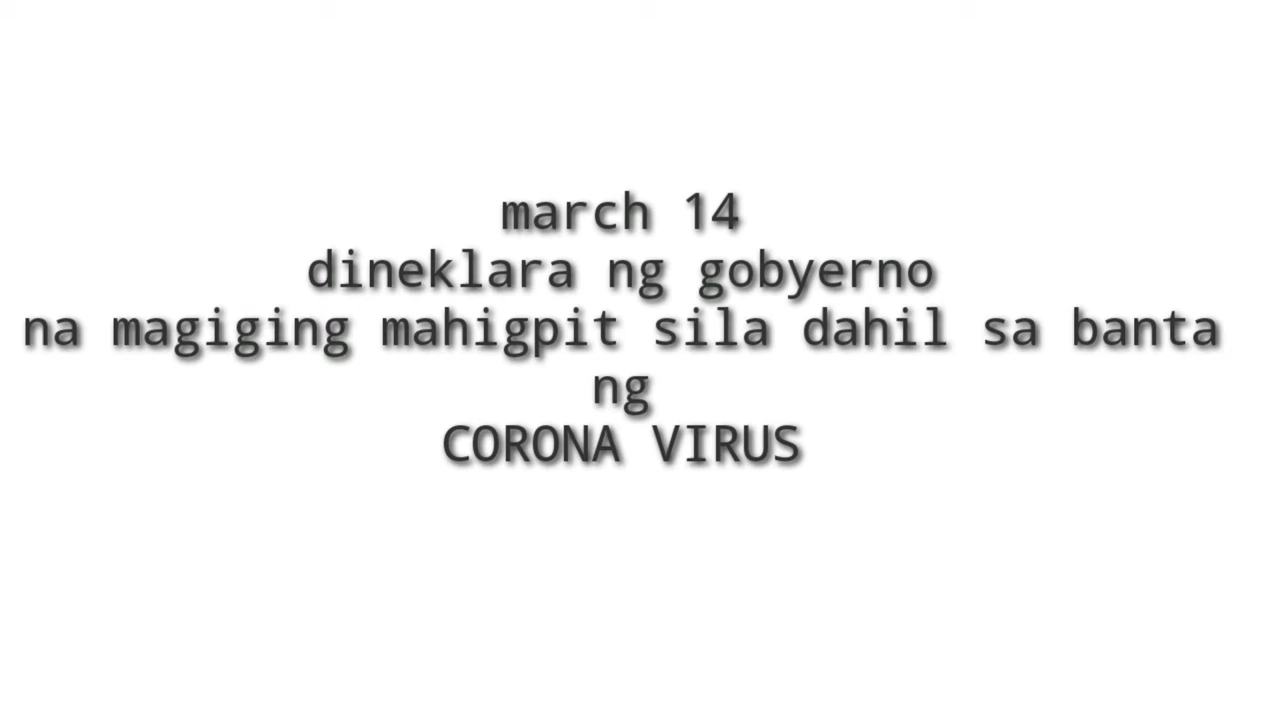 march 14
dineklara ng gobyerno
na magiging mahigpit sila dahil sa banta
ng
CORONA VIRUS